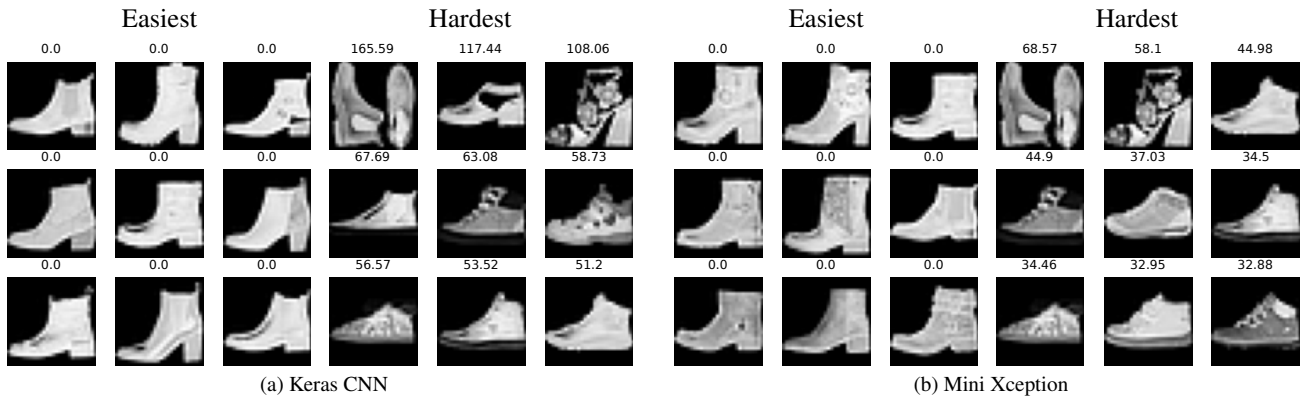 Easiest Hardest Easiest Hardest
0.0 0.0 0.0 165.59 117.44 108.06 0.0 0.0 0.0 68.57 58.1 44.98
0.0 0.0 0.0 67.69 63.08 58.73 0.0 0.0 0.0 44.9 37.03 34.5
0.0 0.0 0.0 56.57 53.52 51.2 0.0 0.0 0.0 34.46 32.95 32.88
(a) Keras CNN (b) Mini Xception